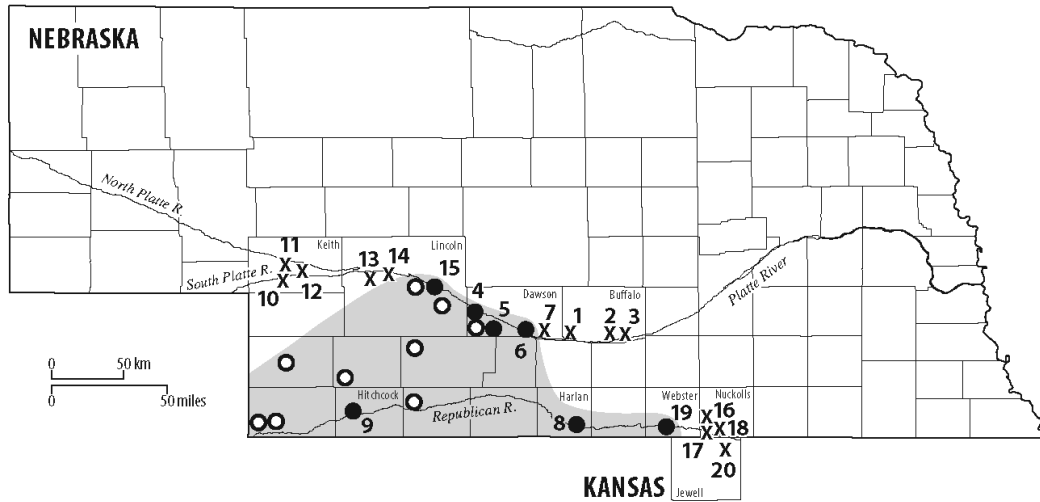 NEBRASKA
North Platte R.
11
Keith
Lincoln
13
14
South Platte R.
15
10
12
4
5
Dawson
7
1
Buffalo
2
3
Platte River
6
0 50 km
0 50 miles
Hitchcock
Harlan
Webster
Nuckolls
19
16
Republican R.
9
8
18
17
20
KANSAS
Jewell